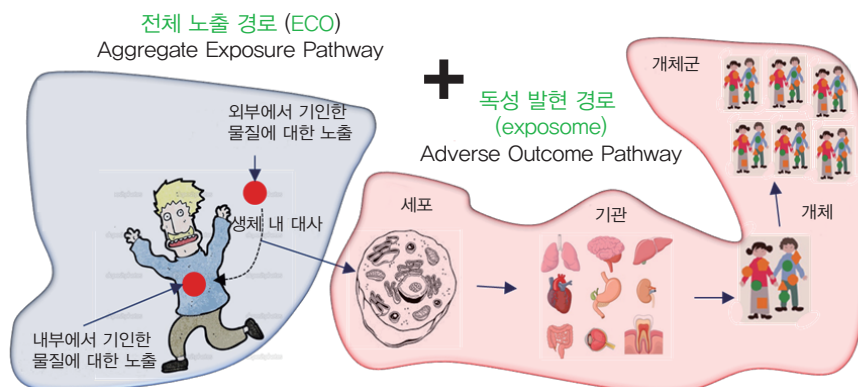 전체 노출 경로 (ECO)
Aggregate Exposure Pathway
외부에서 기인한
물질에 대한 노출
생체 내 대사
내부에서 기인한
물질에 대한 노출
+
독성 발현 경로
(exposome)
Adverse Outcome Pathway
세포
기관
개체
개체군